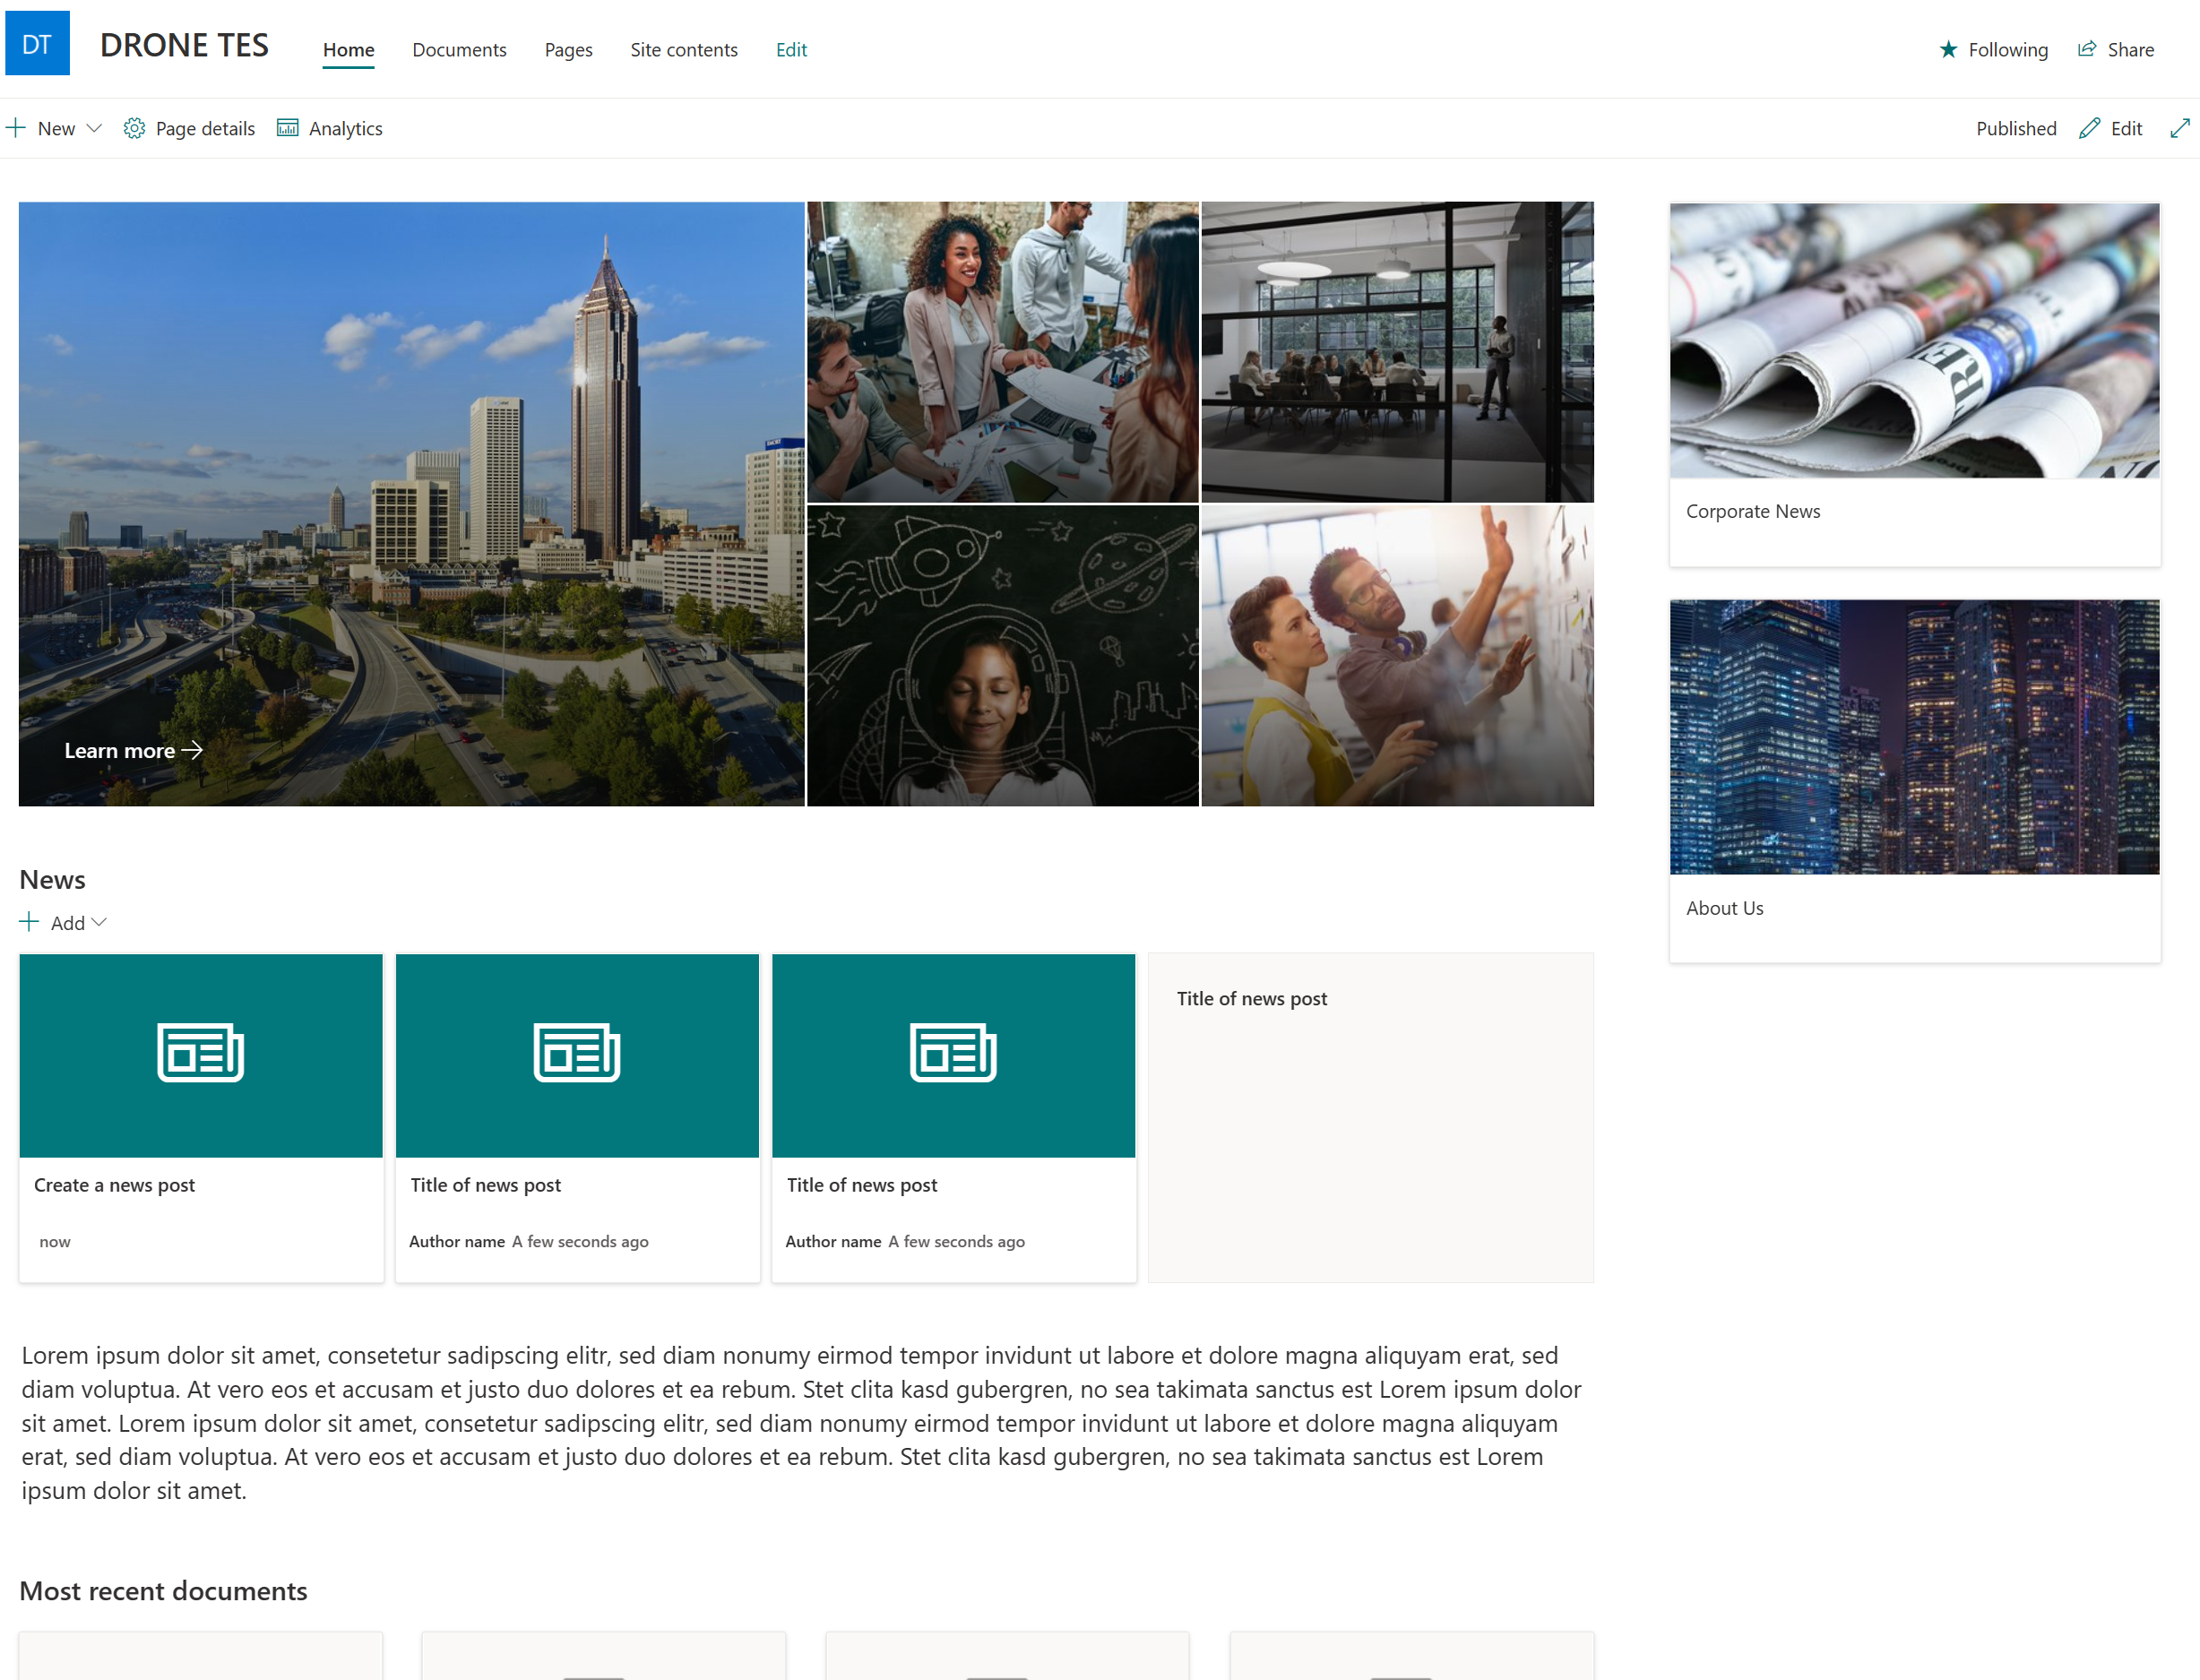 DT
DRONE TES
Home
Documents
Pages
Site contents
Edit
Following
Share
New
Page details
Analytics
Published
Edit
Learn more
Corporate News
About Us
News
Add
Create a news post
now
Title of news post
Author name A few seconds ago
Title of news post
Author name A few seconds ago
Title of news post
Lorem ipsum dolor sit amet, consetetur sadipscing elitr, sed diam nonumy eirmod tempor invidunt ut labore et dolore magna aliquyam erat, sed
diam voluptua. At vero eos et accusam et justo duo dolores et ea rebum. Stet clita kasd gubergren, no sea takimata sanctus est Lorem ipsum dolor
sit amet. Lorem ipsum dolor sit amet, consetetur sadipscing elitr, sed diam nonumy eirmod tempor invidunt ut labore et dolore magna aliquyam
erat, sed diam voluptua. At vero eos et accusam et justo duo dolores et ea rebum. Stet clita kasd gubergren, no sea takimata sanctus est Lorem
ipsum dolor sit amet.
Most recent documents